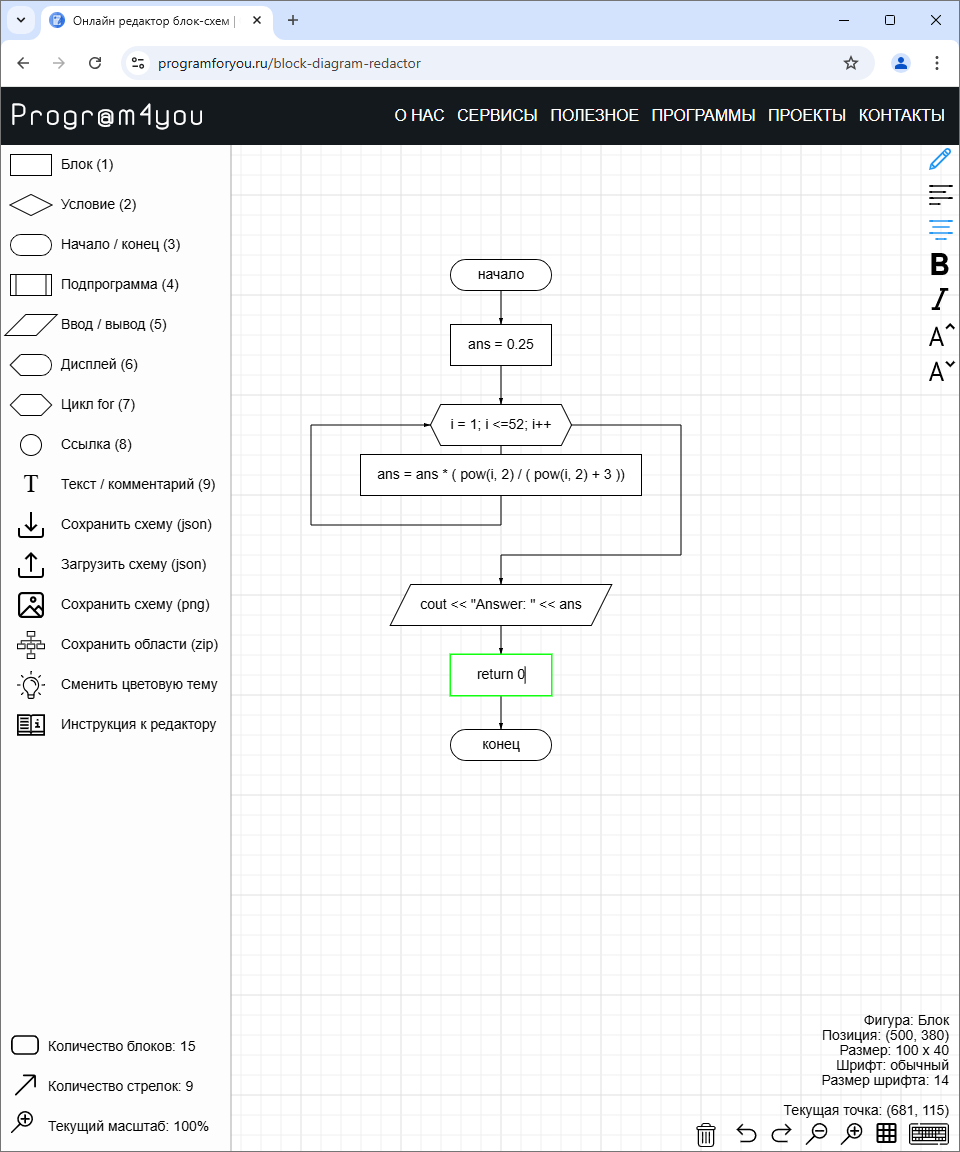 Онлайн редактор блок-схем |
programforyou.ru/block-diagram-redactor
Progr@m4you
О НАС СЕРВИСЫ ПОЛЕЗНОЕ ПРОГРАММЫ ПРОЕКТЫ КОНТАКТЫ
Блок (1)
Условие (2)
Начало / конец (3)
Подпрограмма (4)
Ввод / вывод (5)
Дисплей (6)
Цикл for (7)
Ссылка (8)
T Текст / комментарий (9)
Сохранить схему (json)
Загрузить схему (json)
Сохранить схему (png)
Сохранить области (zip)
Сменить цветовую тему
i Инструкция к редактору
начало
ans = 0.25
i = 1; i <=52; i++
ans = ans * ( pow(i, 2) / ( pow(i, 2) + 3 ))
cout << "Answer: " << ans
return 0
конец
B
I
A
A
Количество блоков: 15
Количество стрелок: 9
Текущий масштаб: 100%
Фигура: Блок
Позиция: (500, 380)
Размер: 100 x 40
Шрифт: обычный
Размер шрифта: 14
Текущая точка: (681, 115)